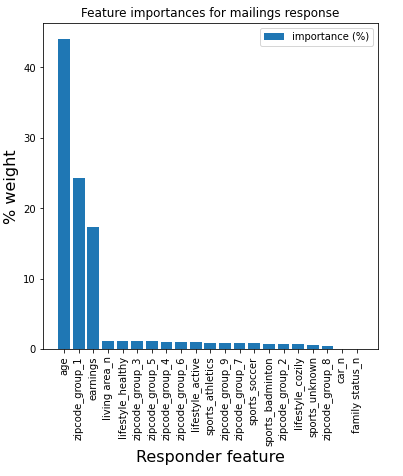 Feature importances for mailings response
importance (%)
% weight
40
30
20
10
0
age
zipcode_group_1
earnings
living area_n
lifestyle_healthy
zipcode_group_3
zipcode_group_5
zipcode_group_4
zipcode_group_6
lifestyle_active
sports_athletics
zipcode_group_9
zipcode_group_7
sports_soccer
sports_badminton
zipcode_group_2
lifestyle_cozily
sports_unknown
zipcode_group_8
car_n
family status_n
Responder feature